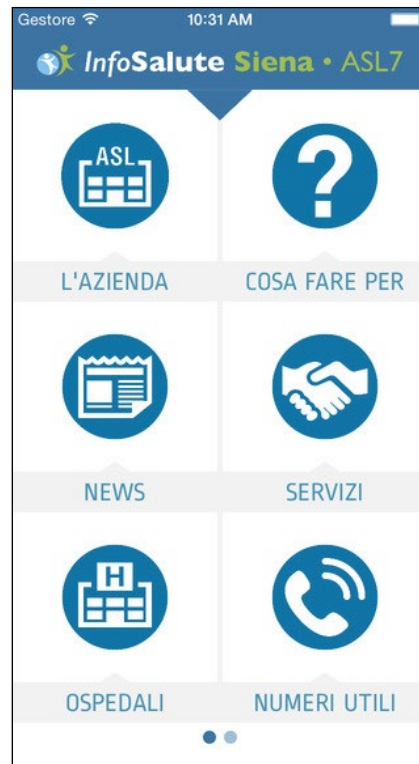 Gestore 10:31 AM
InfoSalute Siena • ASL7
ASL
L'AZIENDA COSA FARE PER
NEWS SERVIZI
H
OSPEDALI NUMERI UTILI